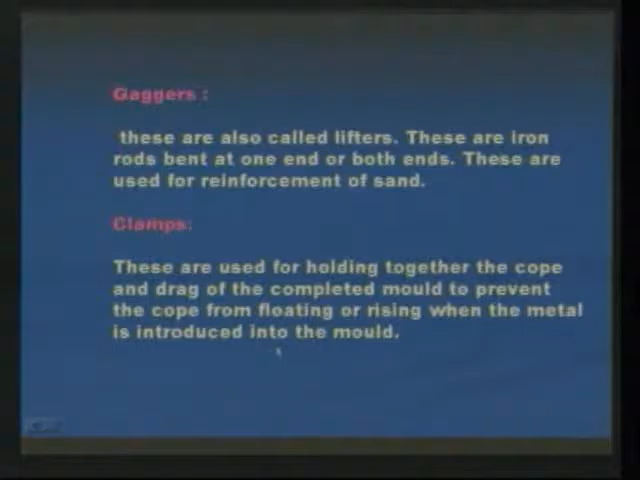 Gaggers :
these are also called lifters. These are iron
rods bent at one end or both ends. These are
used for reinforcement of sand.
Clamps:
These are used for holding together the cope
and drag of the completed mould to prevent
the cope from floating or rising when the metal
is introduced into the mould.